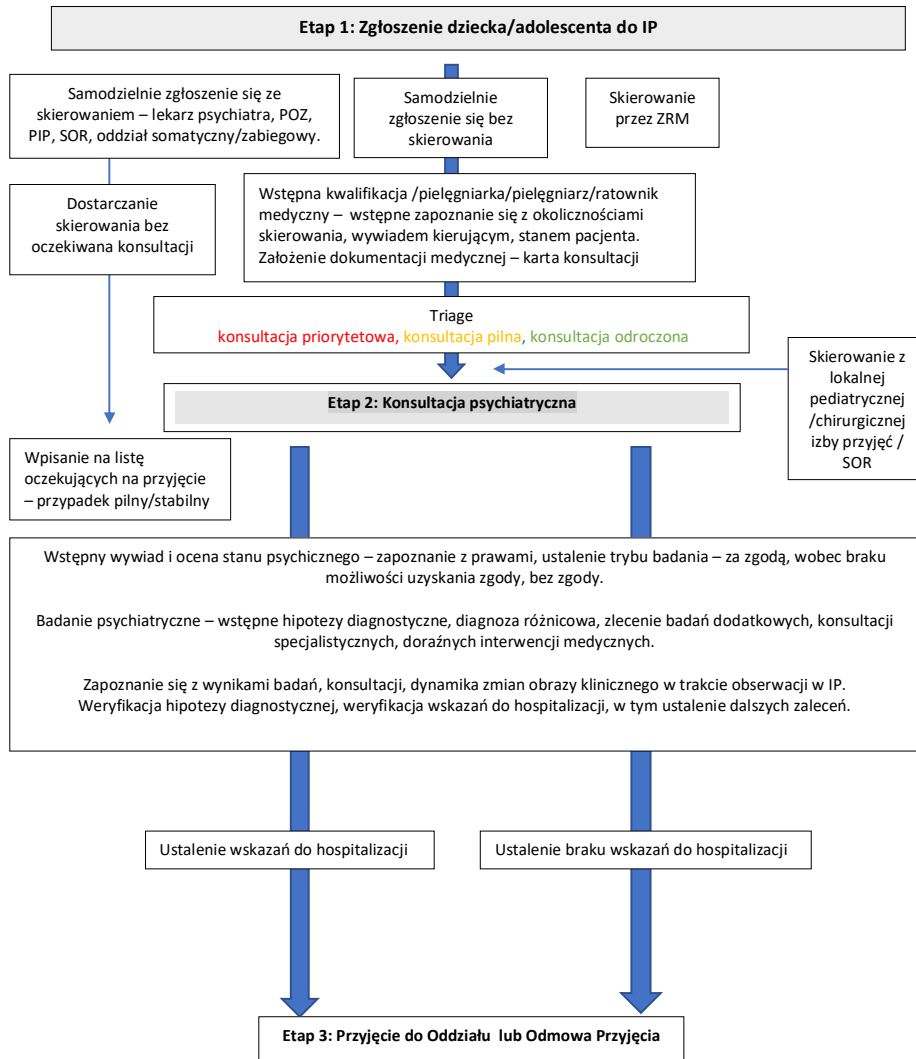 Etap 1: Zgłoszenie dziecka/adolescenta do IP
Samodzielnie zgłoszenie się ze
skierowaniem – lekarz psychiatra, POZ,
PIP, SOR, oddział somatyczny/zabiegowy.
Samodzielnie
zgłoszenie się bez
skierowania
Skierowanie
przez ZRM
Dostarczanie
skierowania bez
oczekiwana konsultacji
Wstępna kwalifikacja /pielęgniarka/pielęgniarz/ratownik
medyczny – wstępne zapoznanie się z okolicznościami
skierowania, wywiadem kierującym, stanem pacjenta.
Założenie dokumentacji medycznej – karta konsultacji
Triage
konsultacja priorytetowa, konsultacja pilna, konsultacja odroczona
Skierowanie z
lokalnej
pediatrycznej
/chirurgicznej
izby przyjęć /
SOR
Etap 2: Konsultacja psychiatryczna
Wpisanie na listę
oczekujących na przyjęcie
– przypadek pilny/stabilny
Wstępny wywiad i ocena stanu psychicznego – zapoznanie z prawami, ustalenie trybu badania – za zgodą, wobec braku
możliwości uzyskania zgody, bez zgody.
Badanie psychiatryczne – wstępne hipotezy diagnostyczne, diagnoza różnicowa, zlecenie badań dodatkowych, konsultacji
specjalistycznych, doraźnych interwencji medycznych.
Zapoznanie się z wynikami badań, konsultacji, dynamika zmian obrazy klinicznego w trakcie obserwacji w IP.
Weryfikacja hipotezy diagnostycznej, weryfikacja wskazań do hospitalizacji, w tym ustalenie dalszych zaleceń.
Ustalenie wskazań do hospitalizacji
Ustalenie braku wskazań do hospitalizacji
Etap 3: Przyjęcie do Oddziału lub Odmowa Przyjęcia